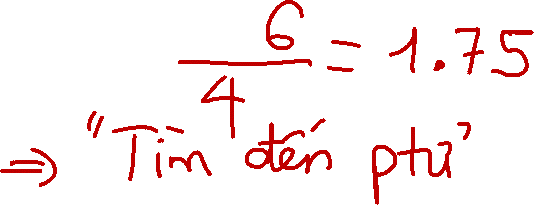 6/4 = 1.75
⇒ "Tìm đến ptử"